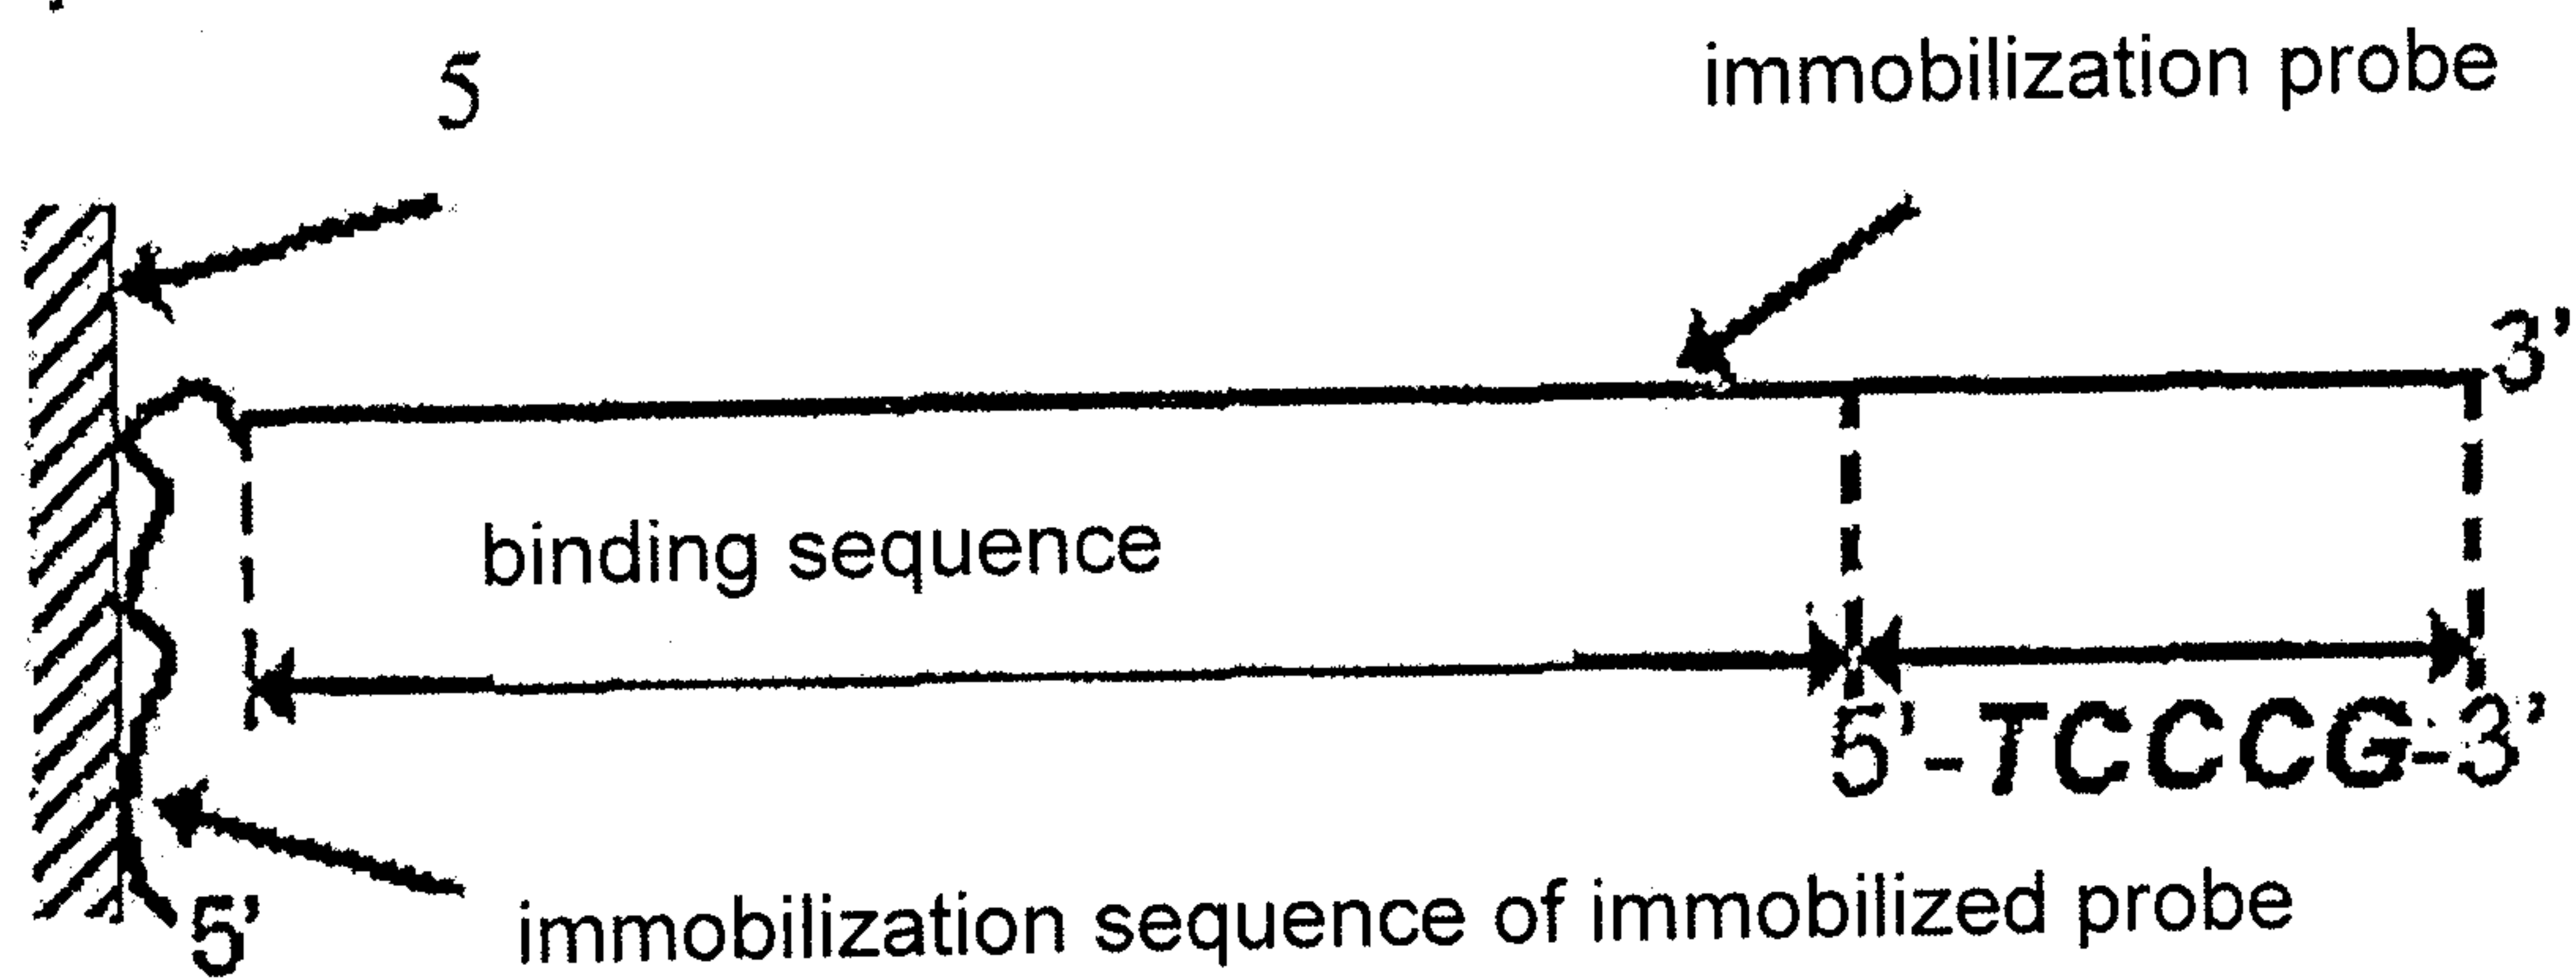 5
immobilization probe
3'
binding sequence
5'-TCCCG-3'
immobilization sequence of immobilized probe
5'